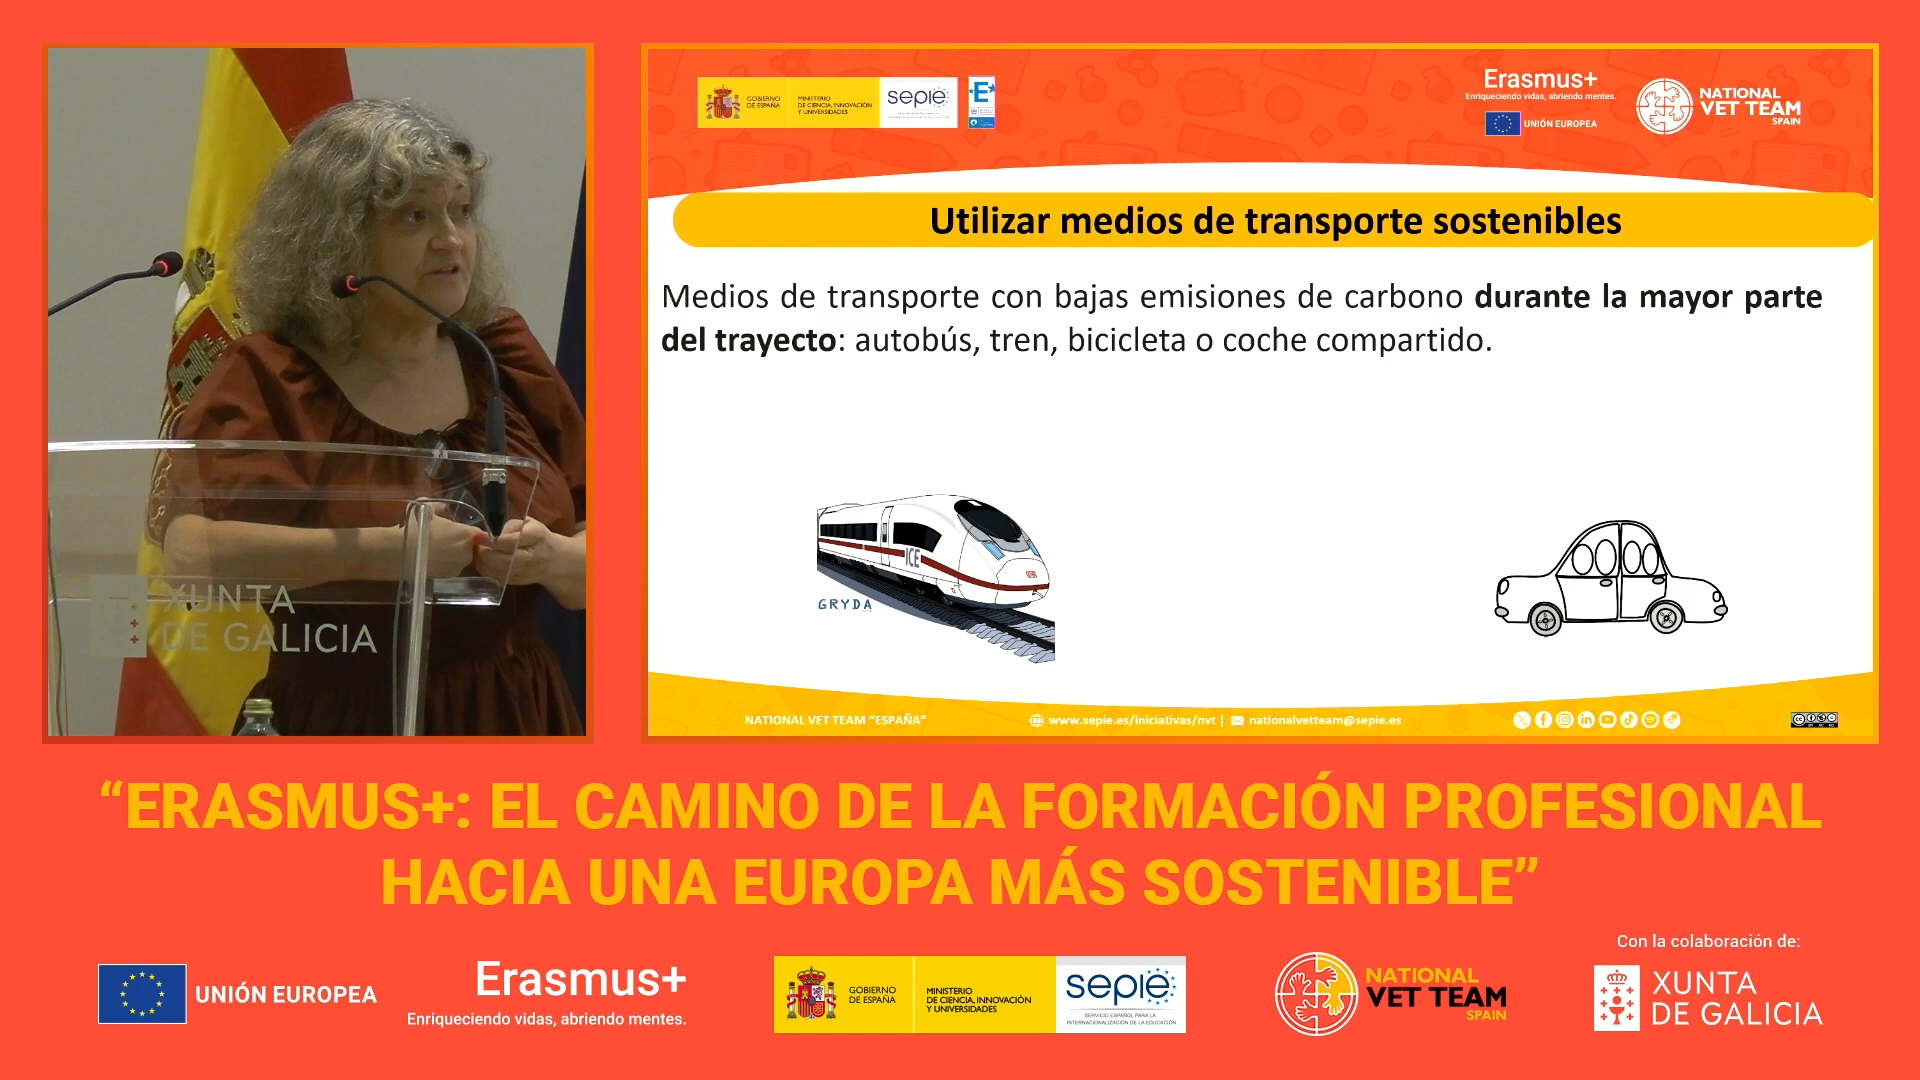 XUNTA
DE GALICIA
GOBIERNO
DE ESPAÑA
MINISTERIO
DE CIENCIA, INNOVACIÓN
Y UNIVERSIDADES
sepie
E
Erasmus+
Enriqueciendo vidas, abriendo mentes.
UNIÓN EUROPEA
NATIONAL
VET TEAM
SPAIN
Utilizar medios de transporte sostenibles
Medios de transporte con bajas emisiones de carbono durante la mayor parte
del trayecto: autobús, tren, bicicleta o coche compartido.
ICE
DB
GRYDA
NATIONAL VET TEAM “ESPAÑA”
www.sepie.es/iniciativas/nvt | nationalvetteam@sepie.es
“ERASMUS+: EL CAMINO DE LA FORMACIÓN PROFESIONAL
HACIA UNA EUROPA MÁS SOSTENIBLE”
UNIÓN EUROPEA
Erasmus+
Enriqueciendo vidas, abriendo mentes.
GOBIERNO
DE ESPAÑA
MINISTERIO
DE CIENCIA, INNOVACIÓN
Y UNIVERSIDADES
sepie
SERVICIO ESPAÑOL PARA LA
INTERNACIONALIZACIÓN DE LA EDUCACIÓN
NATIONAL
VET TEAM
SPAIN
Con la colaboración de:
XUNTA
DE GALICIA